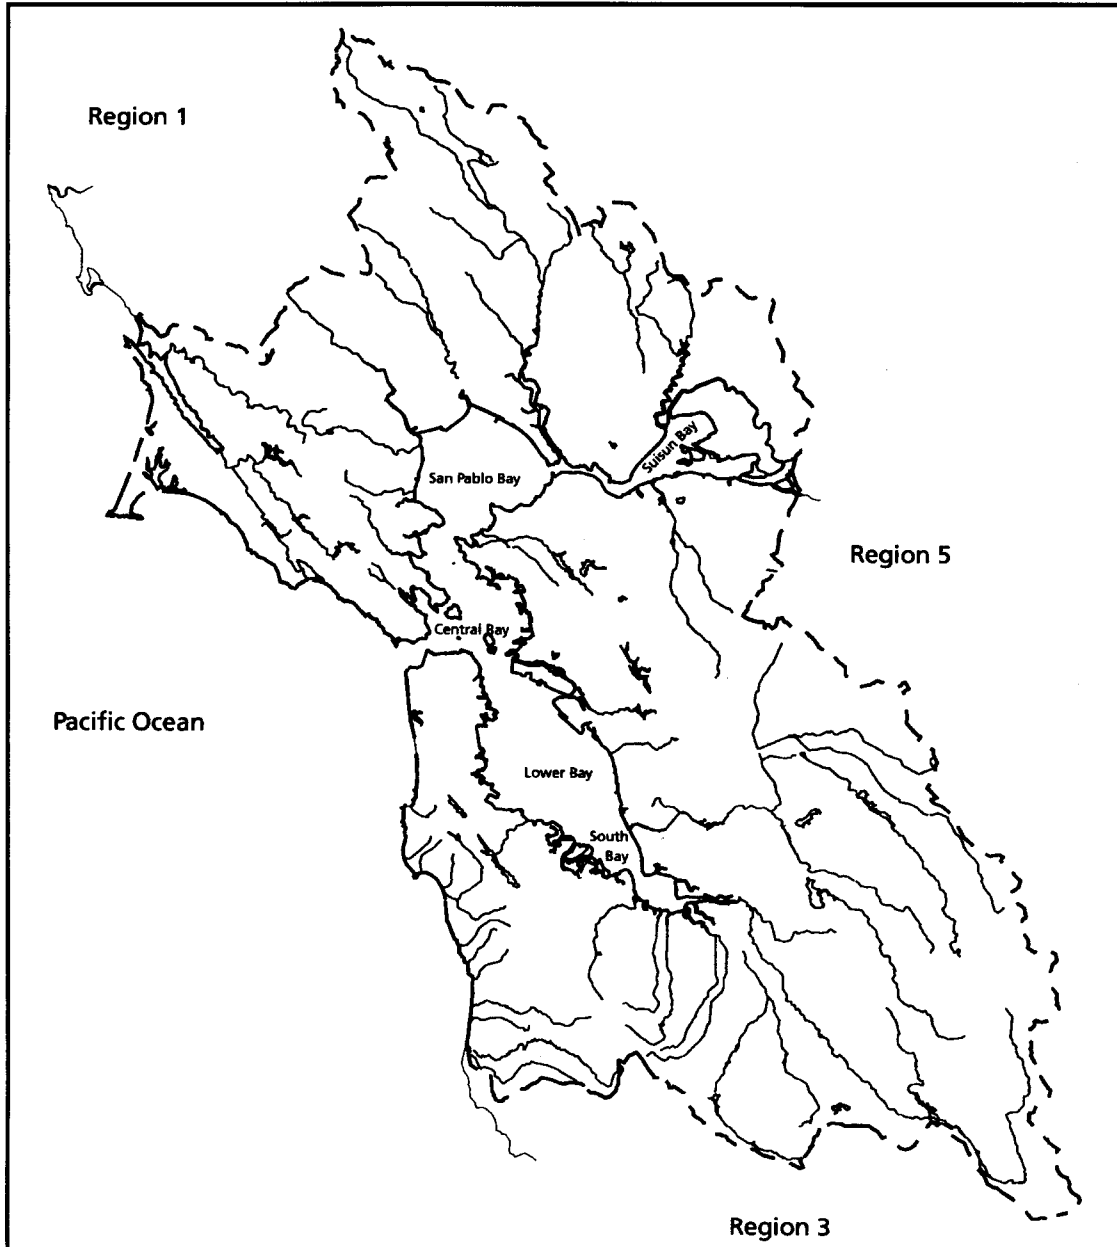 Region 1
Suisun Bay
San Pablo Bay
Region 5
Central Bay
Pacific Ocean
Lower Bay
South
Bay
Region 3